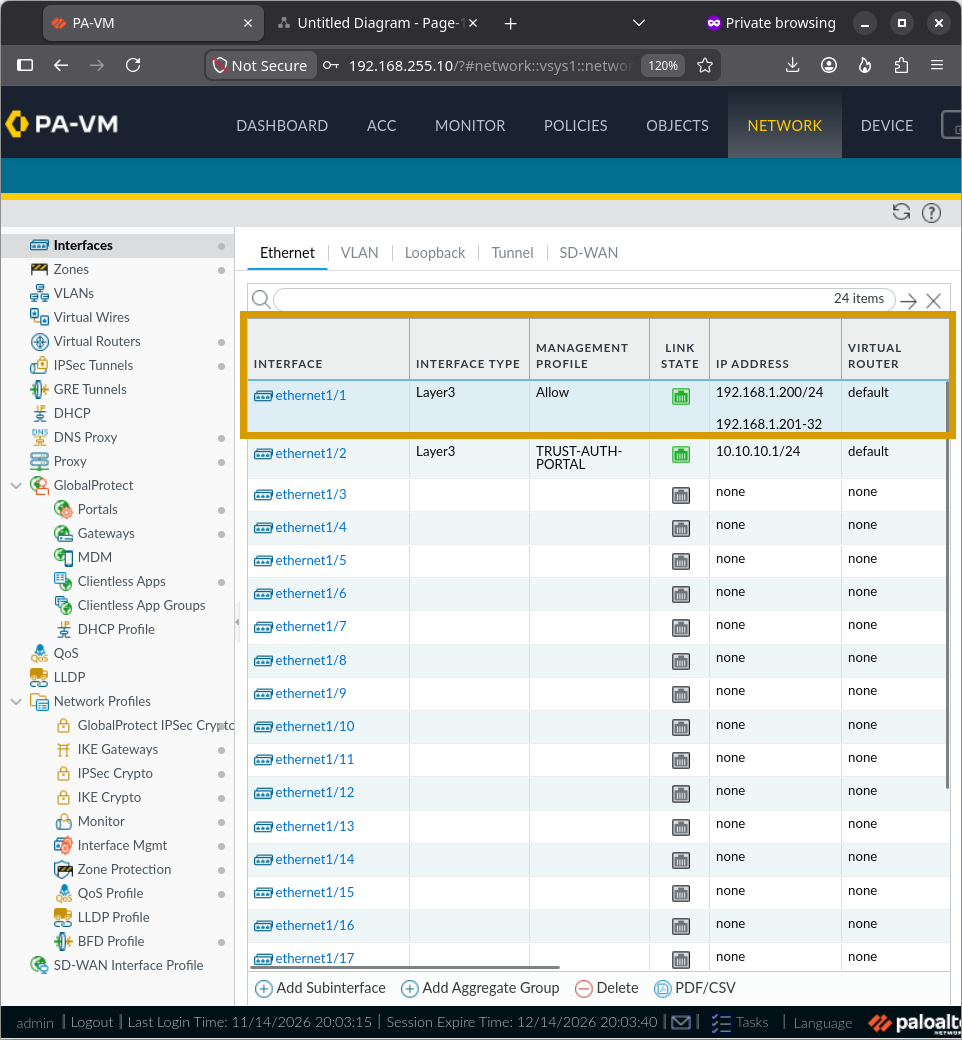 PA-VM
Untitled Diagram - Page-1
Private browsing
Not Secure
192.168.255.10/?#network::vsys1::networ
120%
PA-VM
DASHBOARD ACC MONITOR POLICIES OBJECTS NETWORK DEVICE
Interfaces
Zones
VLANs
Virtual Wires
Virtual Routers
IPSec Tunnels
GRE Tunnels
DHCP
DNS Proxy
Proxy
GlobalProtect
Portals
Gateways
MDM
Clientless Apps
Clientless App Groups
DHCP Profile
QoS
LLDP
Network Profiles
GlobalProtect IPSec Crypto
IKE Gateways
IPSec Crypto
IKE Crypto
Monitor
Interface Mgmt
Zone Protection
QoS Profile
LLDP Profile
BFD Profile
SD-WAN Interface Profile
Ethernet VLAN Loopback Tunnel SD-WAN
24 items
INTERFACE INTERFACE TYPE MANAGEMENT PROFILE LINK STATE IP ADDRESS VIRTUAL ROUTER
ethernet1/1 Layer3 Allow 192.168.1.200/24 default
192.168.1.201-32
ethernet1/2 Layer3 TRUST-AUTH-PORTAL 10.10.10.1/24 default
ethernet1/3 none none
ethernet1/4 none none
ethernet1/5 none none
ethernet1/6 none none
ethernet1/7 none none
ethernet1/8 none none
ethernet1/9 none none
ethernet1/10 none none
ethernet1/11 none none
ethernet1/12 none none
ethernet1/13 none none
ethernet1/14 none none
ethernet1/15 none none
ethernet1/16 none none
ethernet1/17 none none
Add Subinterface Add Aggregate Group Delete PDF/CSV
admin | Logout | Last Login Time: 11/14/2026 20:03:15 | Session Expire Time: 12/14/2026 20:03:40 | Tasks | Language
paloalt